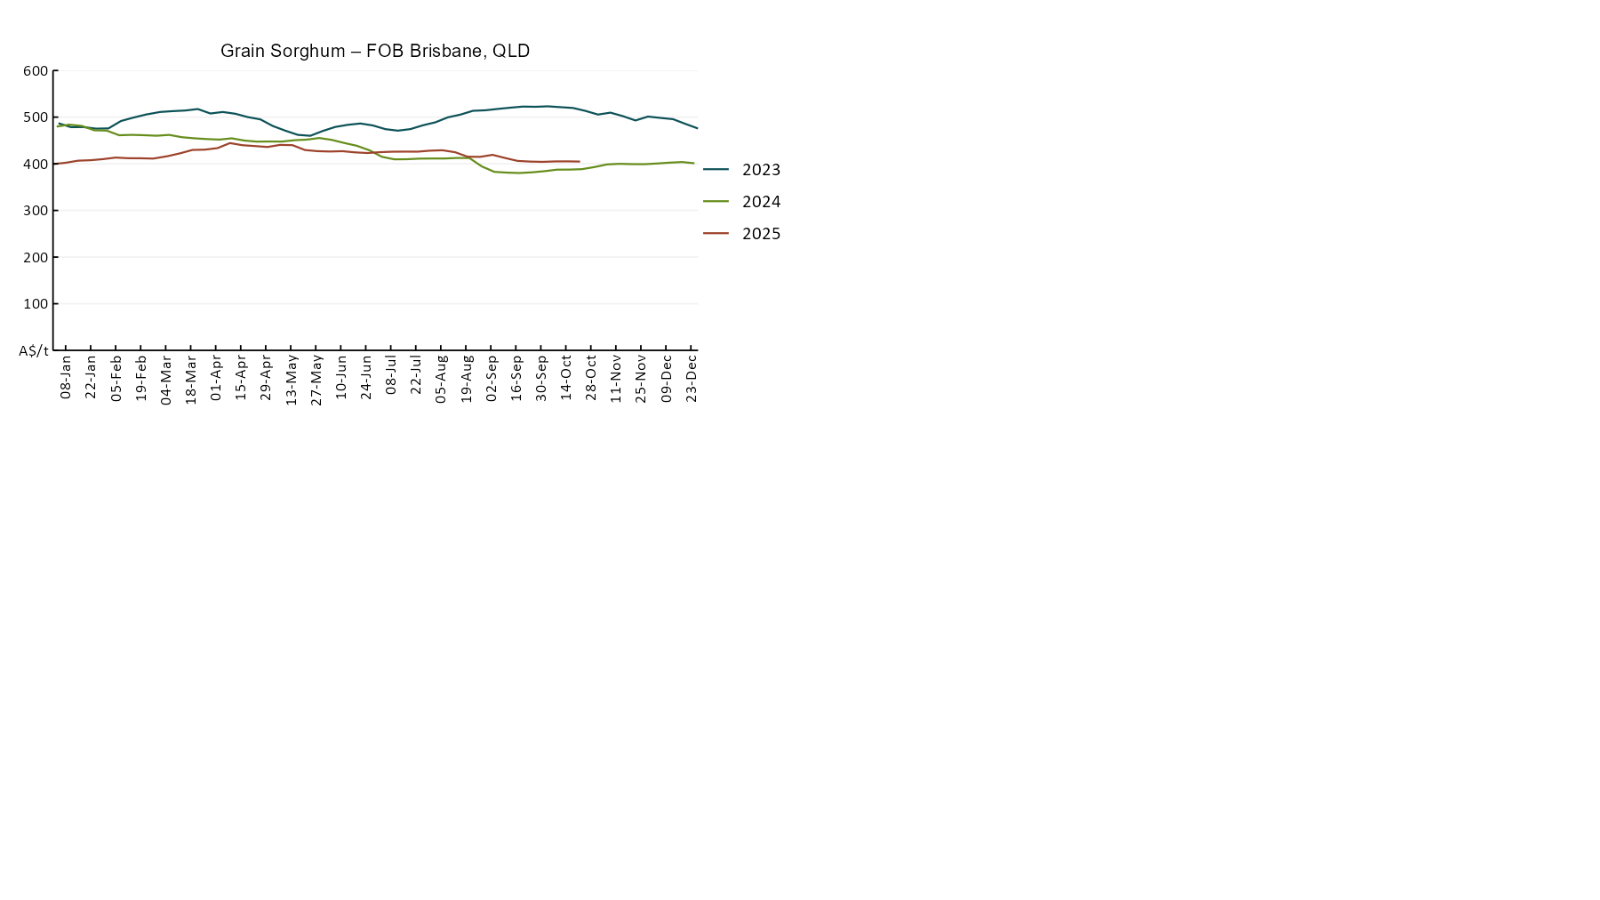 Grain Sorghum – FOB Brisbane, QLD
600
500
400
300
200
100
A$/t
08-Jan
22-Jan
05-Feb
19-Feb
04-Mar
18-Mar
01-Apr
15-Apr
29-Apr
13-May
27-May
10-Jun
24-Jun
08-Jul
22-Jul
05-Aug
19-Aug
02-Sep
16-Sep
30-Sep
14-Oct
28-Oct
11-Nov
25-Nov
09-Dec
23-Dec
2023
2024
2025